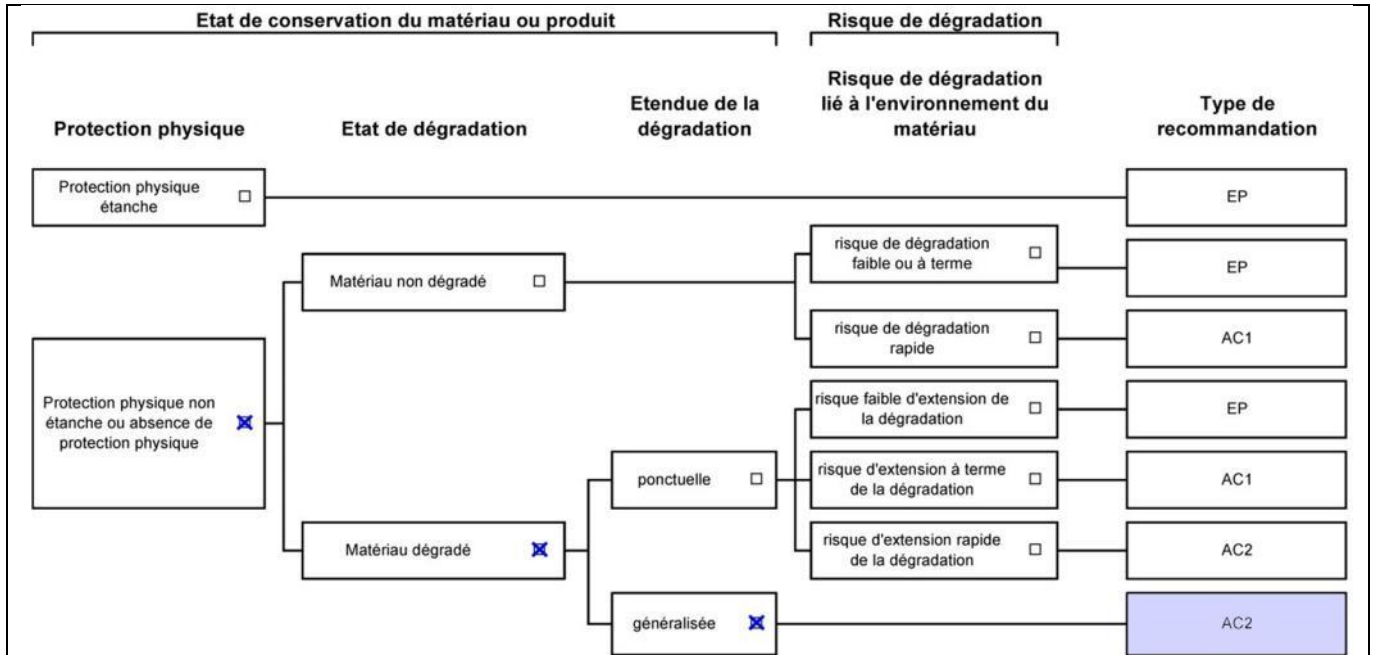 Etat de conservation du matériau ou produit
Risque de dégradation
Protection physique
Etat de dégradation
Etendue de la
dégradation
Risque de dégradation
lié à l'environnement du
matériau
Type de
recommandation
Protection physique
étanche
EP
risque de dégradation
faible ou à terme
EP
Matériau non dégradé
risque de dégradation
rapide
AC1
Protection physique non
étanche ou absence de
protection physique
risque faible d'extension de
la dégradation
EP
ponctuelle
risque d'extension à terme
de la dégradation
AC1
Matériau dégradé
risque d'extension rapide
de la dégradation
AC2
généralisée
AC2